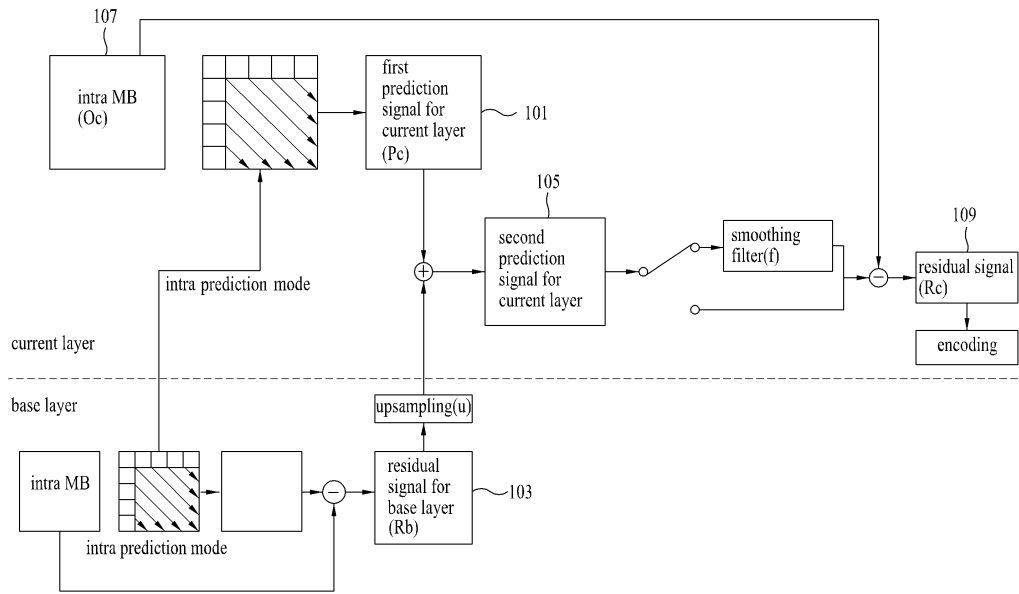 107
intra MB
(Oc)
first
prediction
signal for
current layer
(Pc)
101
105
second
prediction
signal for
current layer
smoothing
filter(f)
109
residual signal
(Rc)
encoding
intra prediction mode
+
−
current layer
base layer
upsampling(u)
intra MB
intra prediction mode
−
residual
signal for
base layer
(Rb)
103